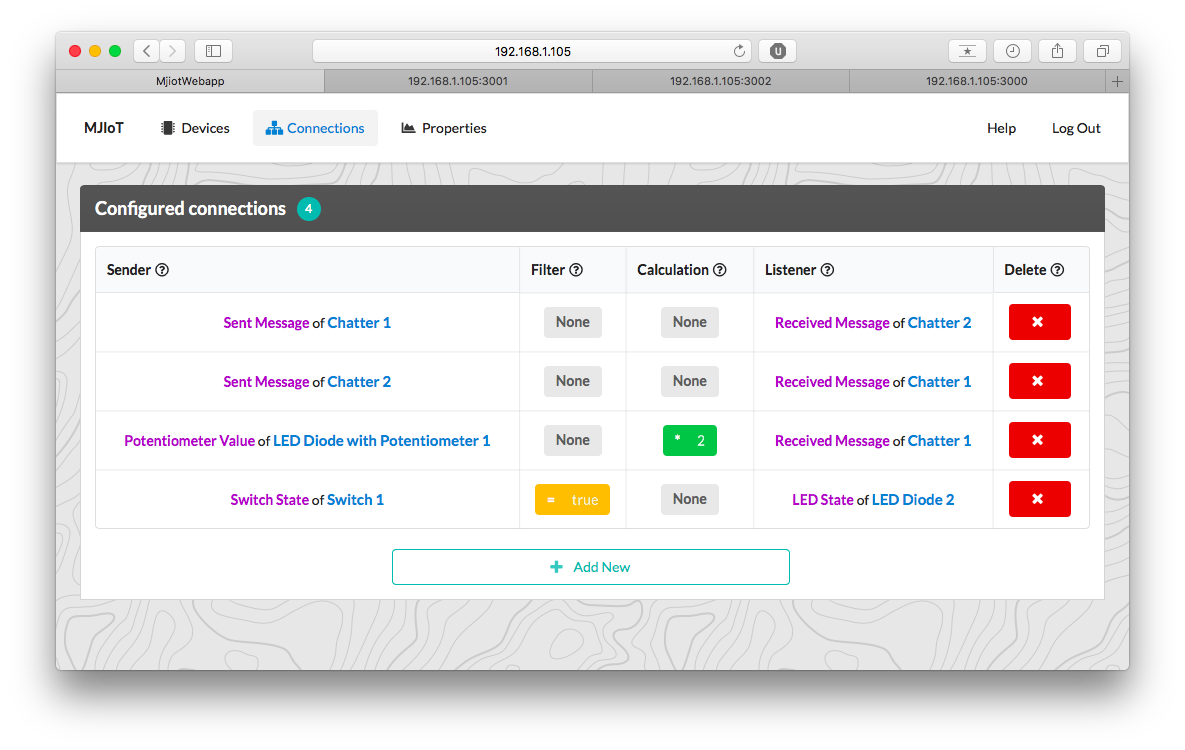 192.168.1.105
U
MjiotWebapp 192.168.1.105:3001 192.168.1.105:3002 192.168.1.105:3000
MJIoT Devices Connections Properties Help Log Out
Configured connections 4
Sender Filter Calculation Listener Delete
Sent Message of Chatter 1 None None Received Message of Chatter 2
Sent Message of Chatter 2 None None Received Message of Chatter 1
Potentiometer Value of LED Diode with Potentiometer 1 None * 2 Received Message of Chatter 1
Switch State of Switch 1 = true None LED State of LED Diode 2
Add New